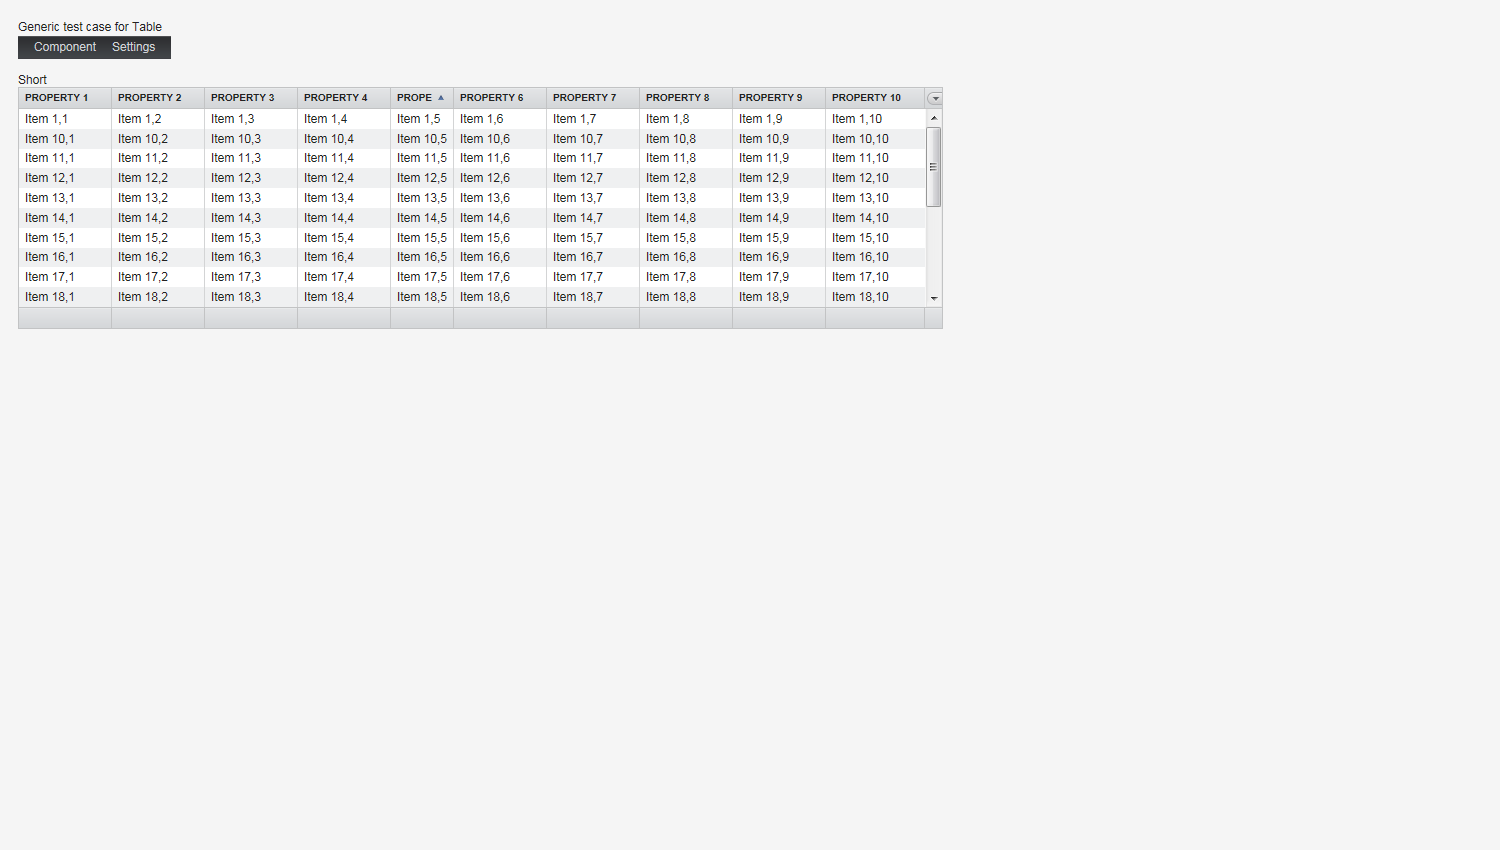 Generic test case for Table
Component Settings
Short
PROPERTY 1 PROPERTY 2 PROPERTY 3 PROPERTY 4 PROPE PROPERTY 6 PROPERTY 7 PROPERTY 8 PROPERTY 9 PROPERTY 10
Item 1,1 Item 1,2 Item 1,3 Item 1,4 Item 1,5 Item 1,6 Item 1,7 Item 1,8 Item 1,9 Item 1,10
Item 10,1 Item 10,2 Item 10,3 Item 10,4 Item 10,5 Item 10,6 Item 10,7 Item 10,8 Item 10,9 Item 10,10
Item 11,1 Item 11,2 Item 11,3 Item 11,4 Item 11,5 Item 11,6 Item 11,7 Item 11,8 Item 11,9 Item 11,10
Item 12,1 Item 12,2 Item 12,3 Item 12,4 Item 12,5 Item 12,6 Item 12,7 Item 12,8 Item 12,9 Item 12,10
Item 13,1 Item 13,2 Item 13,3 Item 13,4 Item 13,5 Item 13,6 Item 13,7 Item 13,8 Item 13,9 Item 13,10
Item 14,1 Item 14,2 Item 14,3 Item 14,4 Item 14,5 Item 14,6 Item 14,7 Item 14,8 Item 14,9 Item 14,10
Item 15,1 Item 15,2 Item 15,3 Item 15,4 Item 15,5 Item 15,6 Item 15,7 Item 15,8 Item 15,9 Item 15,10
Item 16,1 Item 16,2 Item 16,3 Item 16,4 Item 16,5 Item 16,6 Item 16,7 Item 16,8 Item 16,9 Item 16,10
Item 17,1 Item 17,2 Item 17,3 Item 17,4 Item 17,5 Item 17,6 Item 17,7 Item 17,8 Item 17,9 Item 17,10
Item 18,1 Item 18,2 Item 18,3 Item 18,4 Item 18,5 Item 18,6 Item 18,7 Item 18,8 Item 18,9 Item 18,10